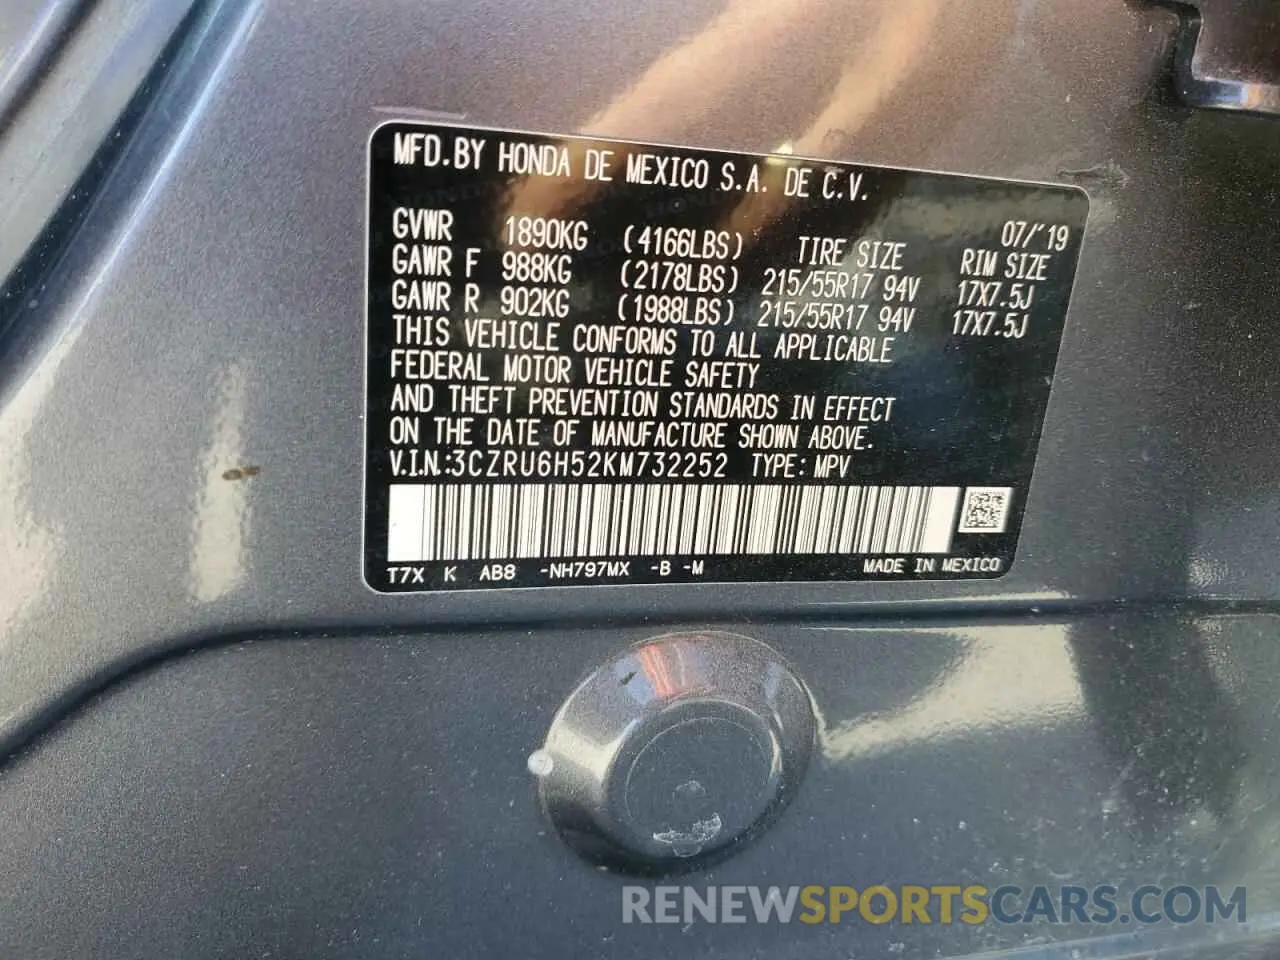 MFD.BY HONDA DE MEXICO S.A. DE C.V.
07/'19
GVWR 1890KG (4166LBS) TIRE SIZE RIM SIZE
GAWR F 988KG (2178LBS) 215/55R17 94V 17X7.5J
GAWR R 902KG (1988LBS) 215/55R17 94V 17X7.5J
THIS VEHICLE CONFORMS TO ALL APPLICABLE
FEDERAL MOTOR VEHICLE SAFETY
AND THEFT PREVENTION STANDARDS IN EFFECT
ON THE DATE OF MANUFACTURE SHOWN ABOVE.
V.I.N.:3CZRU6H52KM732252 TYPE: MPV
T7X K AB8 -NH797MX -B -M MADE IN MEXICO
RENEWSPORTSCARS.COM